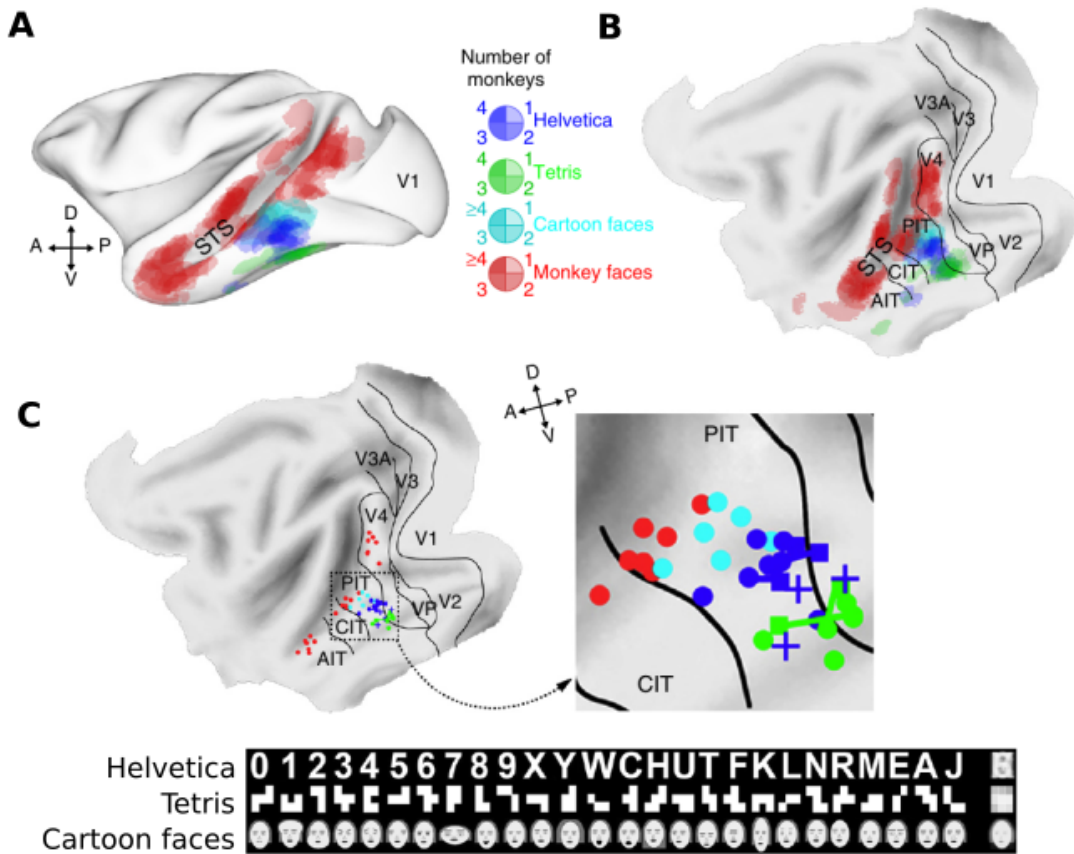 A
D
A P
V
STS
V1
Number of
monkeys
4 1
3 2
Helvetica
4 1
3 2
Tetris
≥4 1
3 2
Cartoon faces
≥4 1
3 2
Monkey faces
B
V3A
V3
V4
V1
PIT
V2
VP
STS
CIT
AIT
C
D
A P
V
V3A
V3
V4
V1
PIT
V2
VP
CIT
AIT
PIT
CIT
Helvetica 0 1 2 3 4 5 6 7 8 9 X Y W C H U T F K L N R M E A J
Tetris
Cartoon faces